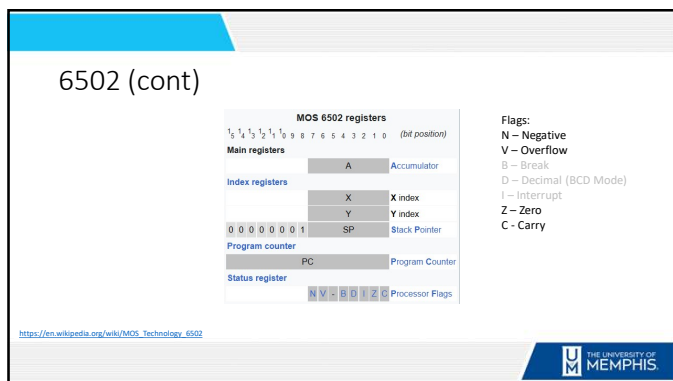 6502 (cont)
MOS 6502 registers
15 14 13 12 11 10 9 8 7 6 5 4 3 2 1 0 (bit position)
Main registers
A Accumulator
Index registers
X X index
Y Y index
0 0 0 0 0 0 0 1 SP Stack Pointer
Program counter
PC Program Counter
Status register
N V - B D I Z C Processor Flags
Flags:
N – Negative
V – Overflow
B – Break
D – Decimal (BCD Mode)
I – Interrupt
Z – Zero
C - Carry
https://en.wikipedia.org/wiki/MOS_Technology_6502
THE UNIVERSITY OF
MEMPHIS.